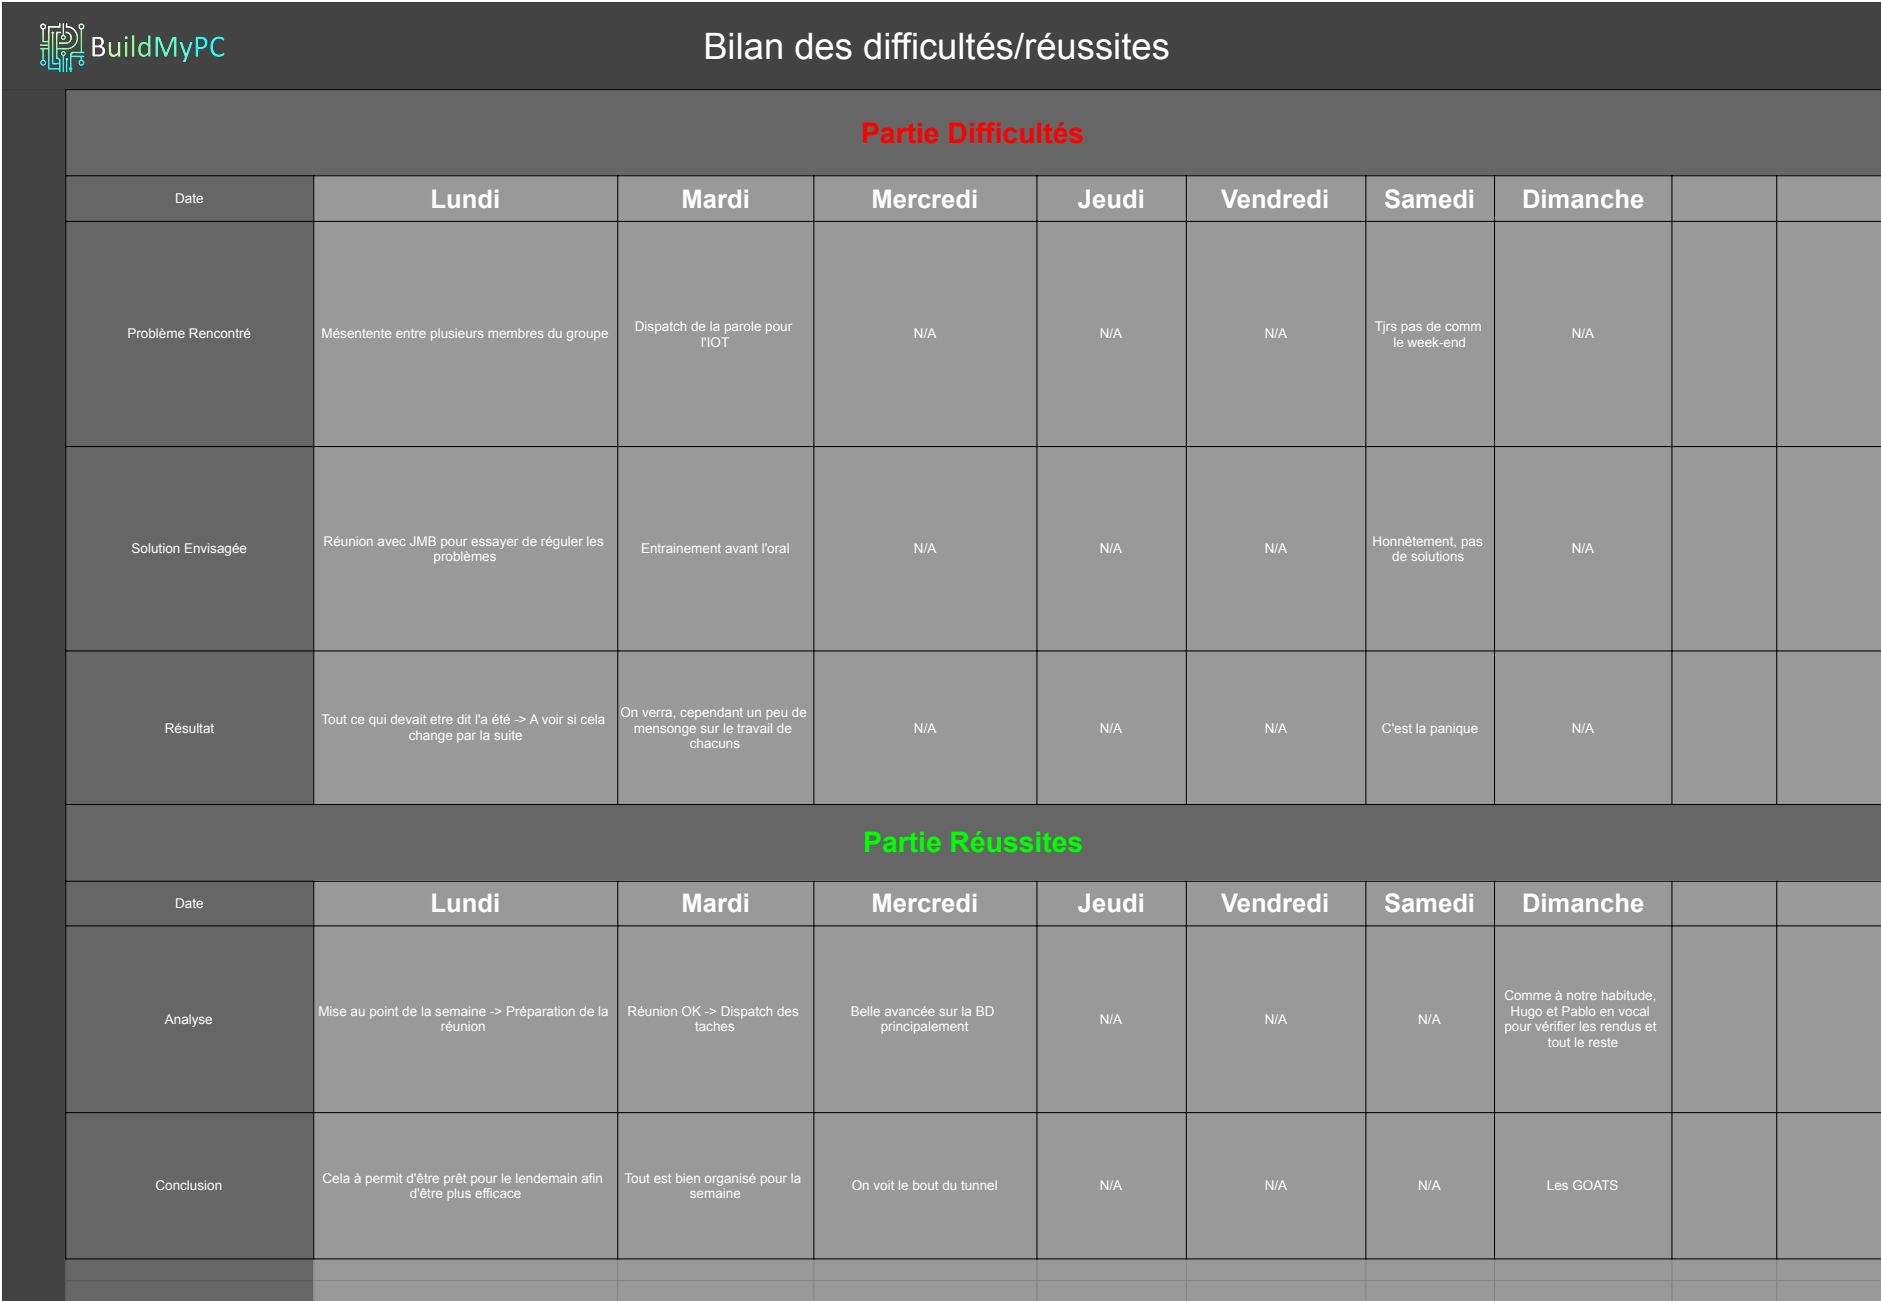 BuildMyPC
Bilan des difficultés/réussites
Partie Difficultés
Date
Lundi
Mardi
Mercredi
Jeudi
Vendredi
Samedi
Dimanche
Problème Rencontré
Mésentente entre plusieurs membres du groupe
Dispatch de la parole pour
l'IOT
N/A
N/A
N/A
Tjrs pas de comm
le week-end
N/A
Solution Envisagée
Réunion avec JMB pour essayer de réguler les
problèmes
Entrainement avant l'oral
N/A
N/A
N/A
Honnêtement, pas
de solutions
N/A
Résultat
Tout ce qui devait etre dit l'a été -> A voir si cela
change par la suite
On verra, cependant un peu de
mensonge sur le travail de
chacuns
N/A
N/A
N/A
C'est la panique
N/A
Partie Réussites
Date
Lundi
Mardi
Mercredi
Jeudi
Vendredi
Samedi
Dimanche
Analyse
Mise au point de la semaine -> Préparation de la
réunion
Réunion OK -> Dispatch des
taches
Belle avancée sur la BD
principalement
N/A
N/A
N/A
Comme à notre habitude,
Hugo et Pablo en vocal
pour vérifier les rendus et
tout le reste
Conclusion
Cela à permit d'être prêt pour le lendemain afin
d'être plus efficace
Tout est bien organisé pour la
semaine
On voit le bout du tunnel
N/A
N/A
N/A
Les GOATS